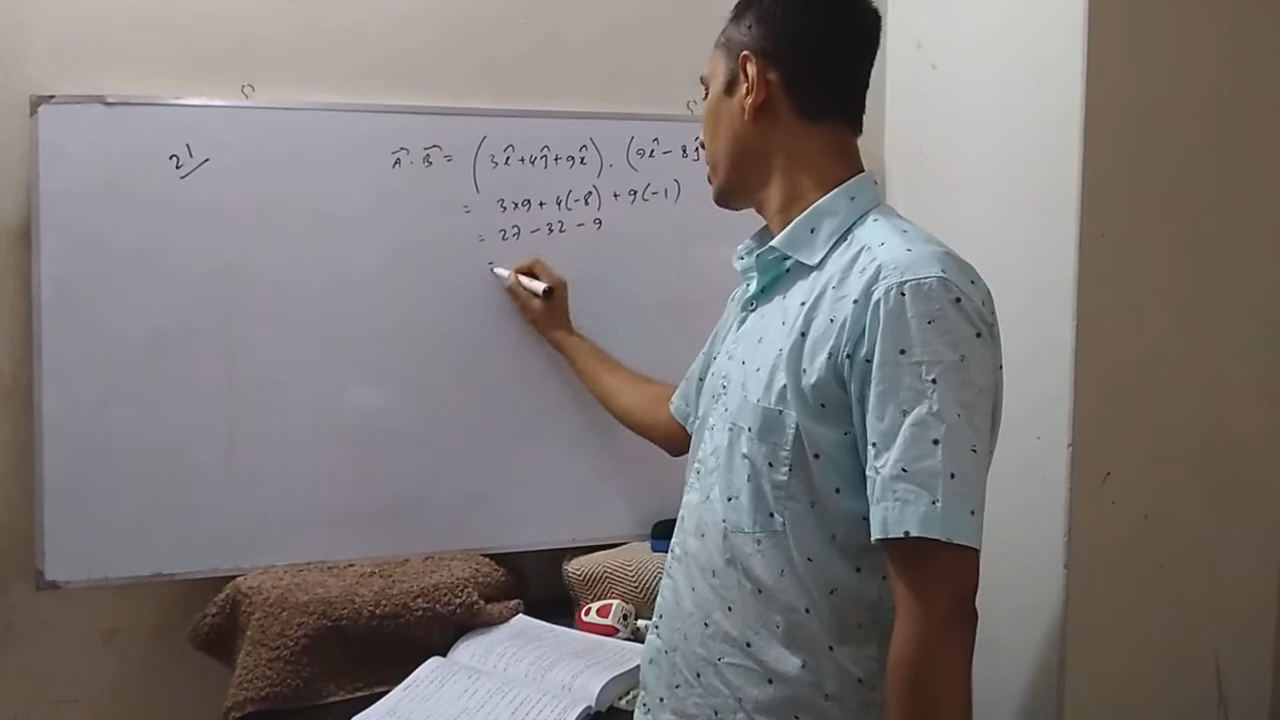 21
A⃗ . B⃗ = (3î+4ĵ+9k̂) . (9î-8ĵ
= 3×9+4(-8)+9(-1)
= 27-32-9
=